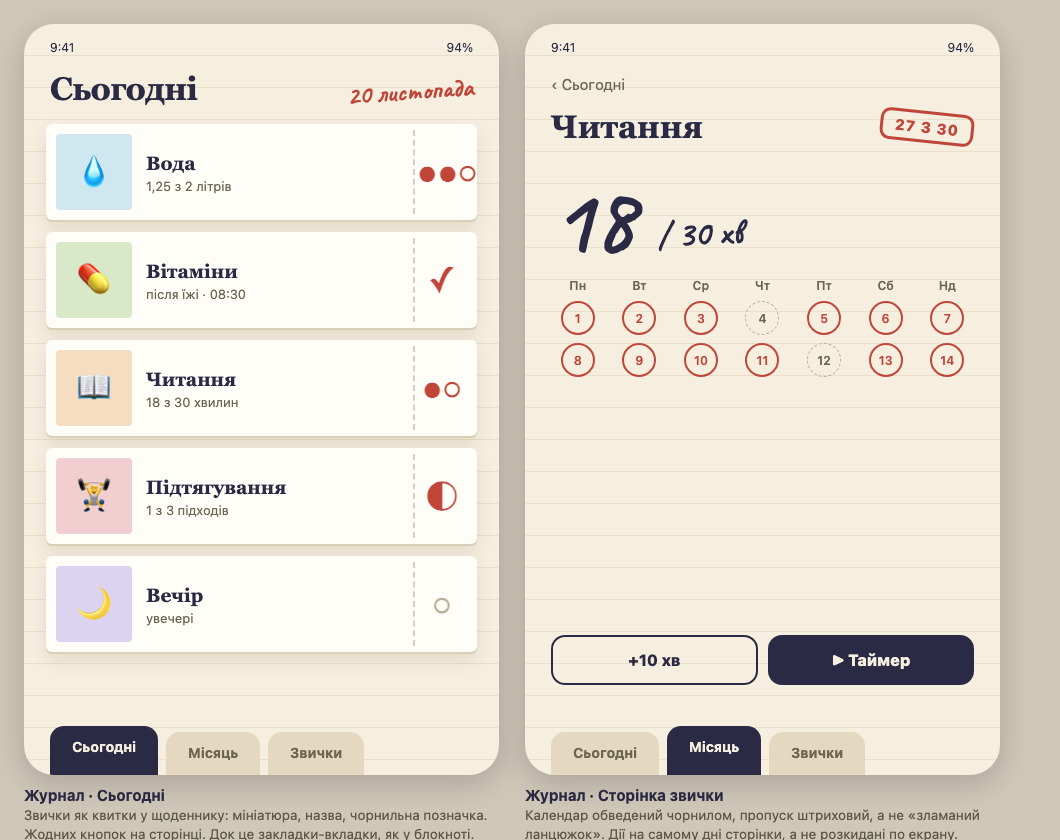 9:41 94%
Сьогодні 20 листопада
Вода
1,25 з 2 літрів
Вітаміни
після їжі · 08:30
Читання
18 з 30 хвилин
Підтягування
1 з 3 підходів
Вечір
увечері
Сьогодні Місяць Звички
Журнал · Сьогодні
Звички як квитки у щоденнику: мініатюра, назва, чорнильна позначка.
Жодних кнопок на сторінці. Док це закладки-вкладки, як у блокноті.
9:41 94%
‹ Сьогодні
Читання 27 З 30
18 / 30 хв
Пн Вт Ср Чт Пт Сб Нд
1 2 3 4 5 6 7
8 9 10 11 12 13 14
+10 хв ▶ Таймер
Сьогодні Місяць Звички
Журнал · Сторінка звички
Календар обведений чорнилом, пропуск штриховий, а не «зламаний
ланцюжок». Дії на самому дні сторінки, а не розкидані по екрану.